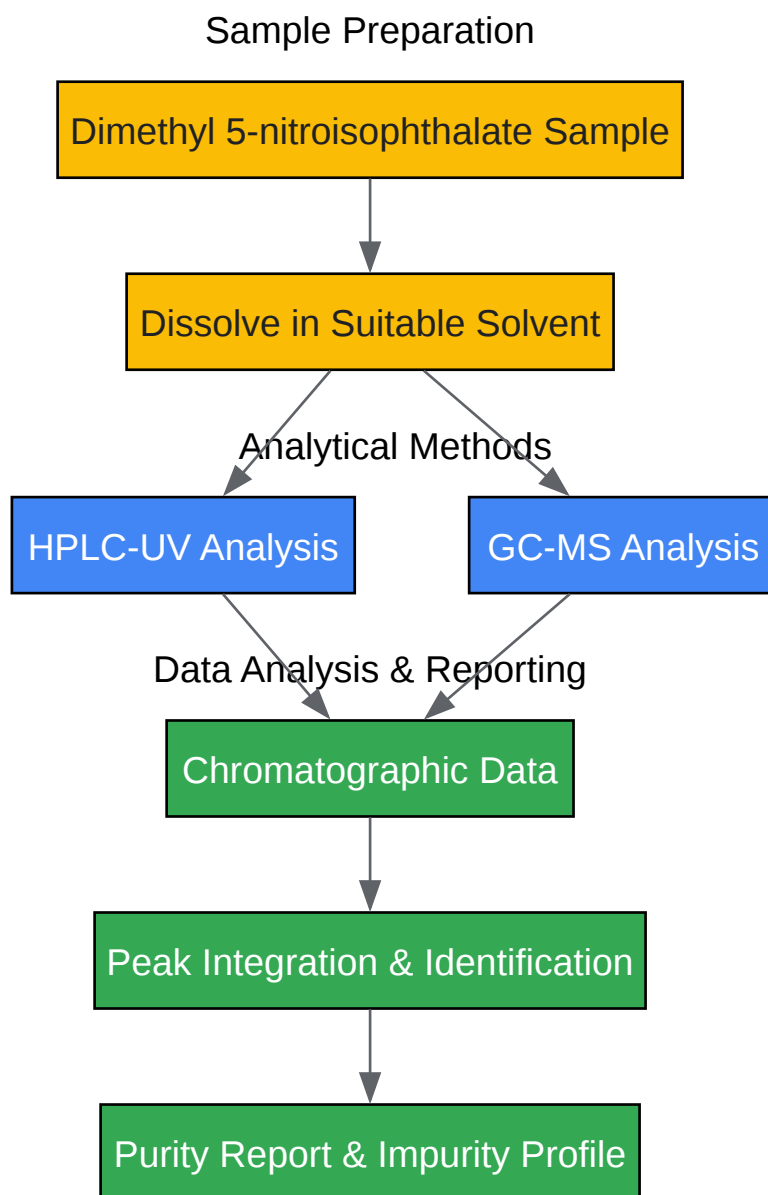 Sample Preparation
Dimethyl 5-nitroisophthalate Sample
Dissolve in Suitable Solvent
Analytical Methods
HPLC-UV Analysis
GC-MS Analysis
Data Analysis & Reporting
Chromatographic Data
Peak Integration & Identification
Purity Report & Impurity Profile